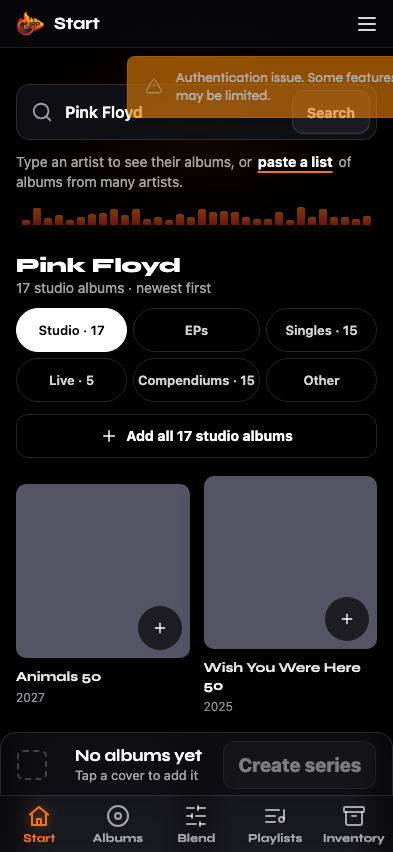 Start
Authentication issue. Some features
may be limited.
Pink Floyd
Search
Type an artist to see their albums, or paste a list of
albums from many artists.
Pink Floyd
17 studio albums · newest first
Studio · 17
EPs
Singles · 15
Live · 5
Compendiums · 15
Other
Add all 17 studio albums
Animals 50
2027
Wish You Were Here
50
2025
No albums yet
Tap a cover to add it
Create series
Start
Albums
Blend
Playlists
Inventory